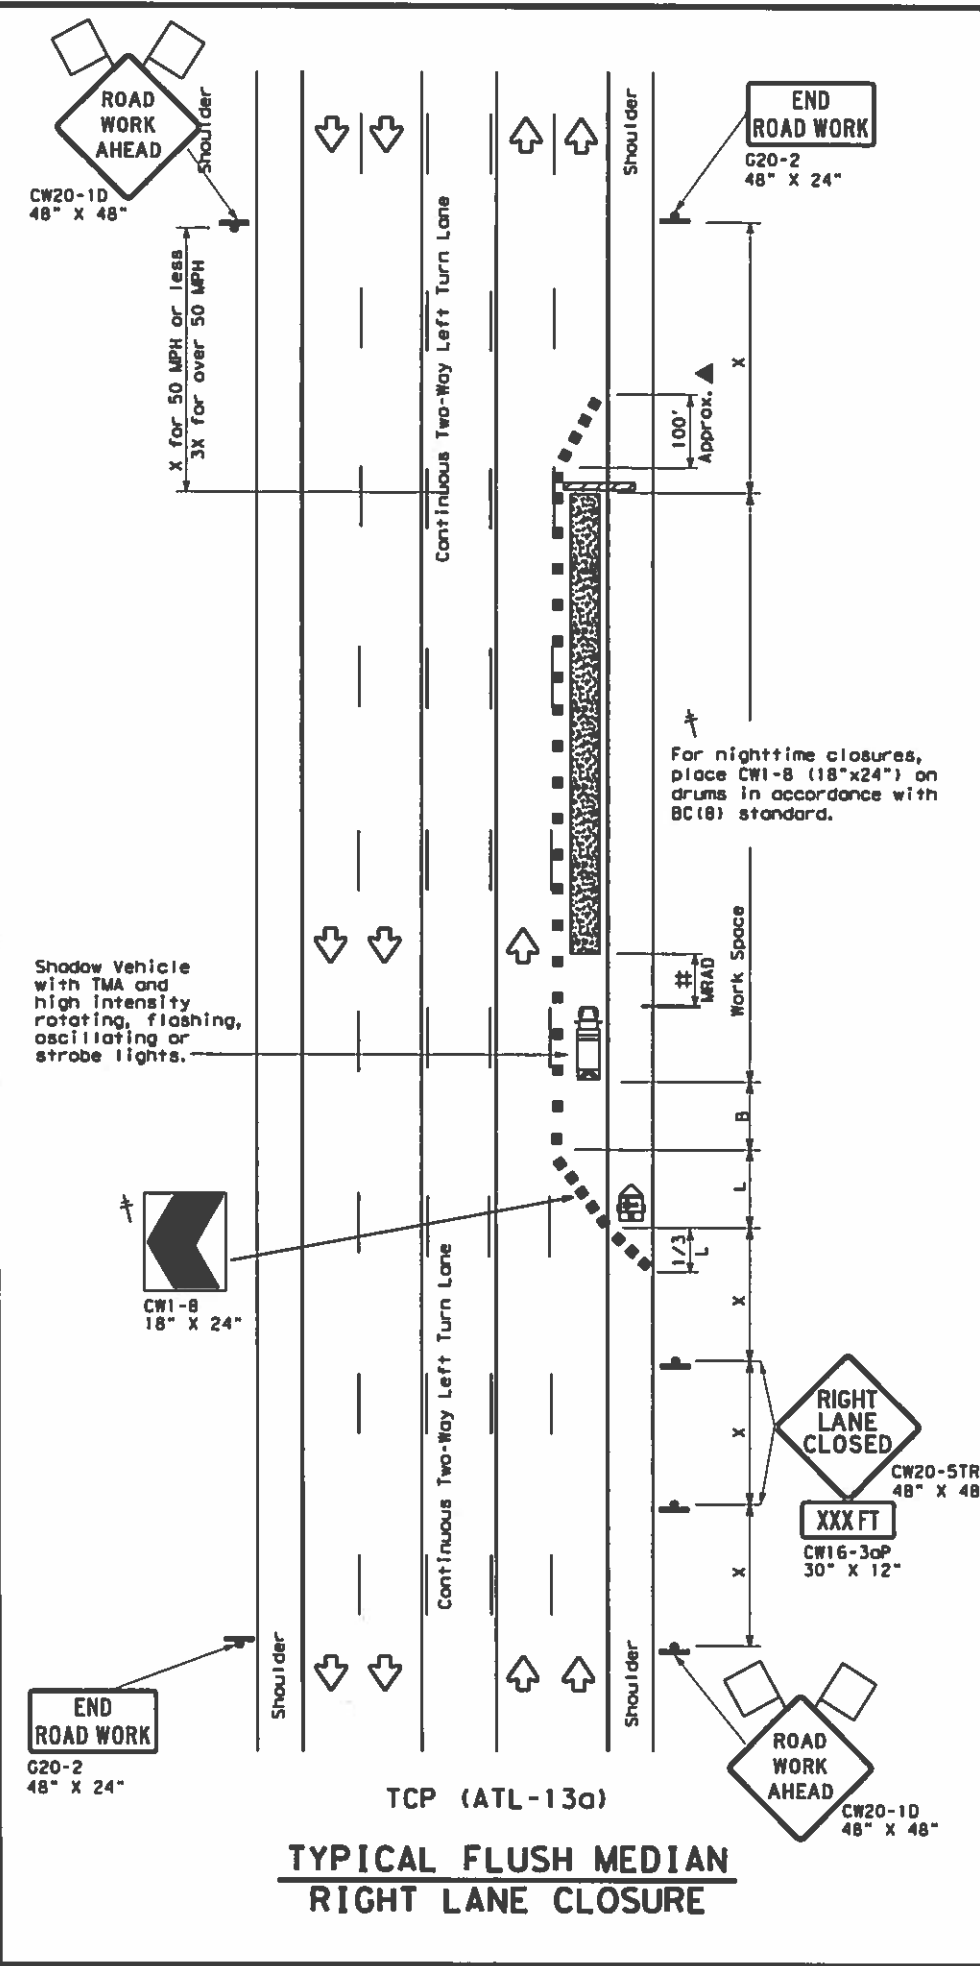 ROAD
WORK
AHEAD
CW20-1D
48" X 48"
Shoulder
Shoulder
END
ROAD WORK
G20-2
48" X 24"
X for 50 MPH or less
3X for over 50 MPH
Continuous Two-Way Left Turn Lane
X
100'
Approx.
For nighttime closures,
place CW1-8 (18"x24") on
drums in accordance with
BC(8) standard.
Work Space
#
MRAD
Shadow Vehicle
with TMA and
high intensity
rotating, flashing,
oscillating or
strobe lights.
B
L
1/3
L
X
CW1-8
18" X 24"
Continuous Two-Way Left Turn Lane
X
RIGHT
LANE
CLOSED
CW20-5TR
48" X 48
XXX FT
CW16-3aP
30" X 12"
X
Shoulder
Shoulder
END
ROAD WORK
G20-2
48" X 24"
ROAD
WORK
AHEAD
CW20-1D
48" X 48"
TCP (ATL-13a)
TYPICAL FLUSH MEDIAN
RIGHT LANE CLOSURE